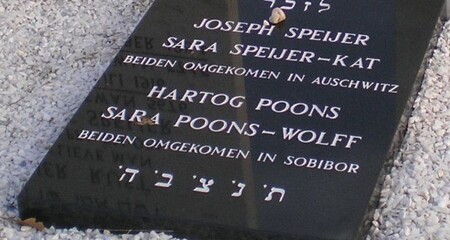 לזכר
JOSEPH SPEIJER
SARA SPEIJER-KAT
BEIDEN OMGEKOMEN IN AUSCHWITZ
HARTOG POONS
SARA POONS-WOLFF
BEIDEN OMGEKOMEN IN SOBIBOR
ת׳ נ׳ צ׳ ב׳ ה׳